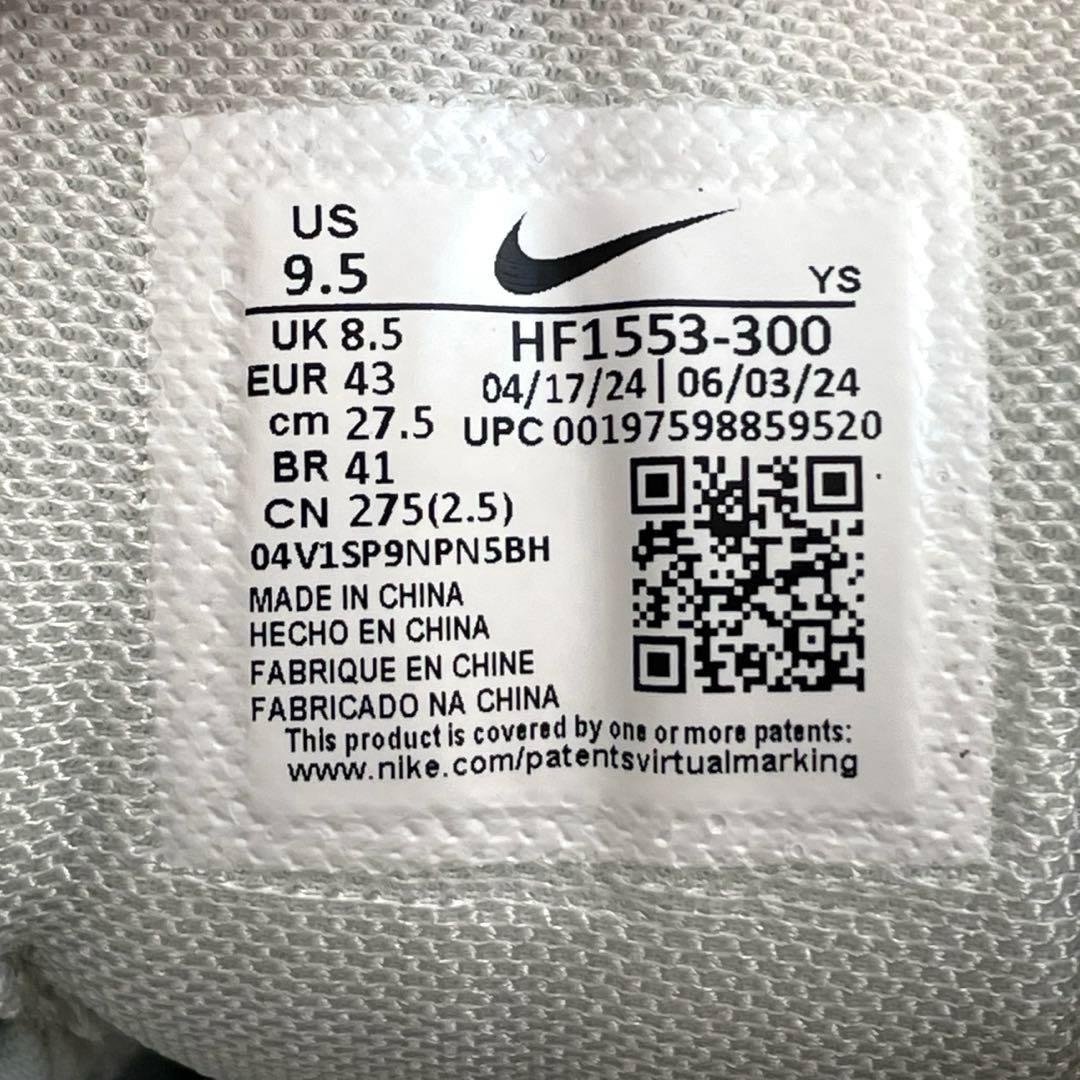 US
9.5
YS
UK 8.5
HF1553-300
EUR 43
04/17/24 | 06/03/24
cm 27.5
UPC 00197598859520
BR 41
CN 275(2.5)
04V1SP9NPN5BH
MADE IN CHINA
HECHO EN CHINA
FABRIQUE EN CHINE
FABRICADO NA CHINA
This product is covered by one or more patents:
www.nike.com/patentsvirtualmarking